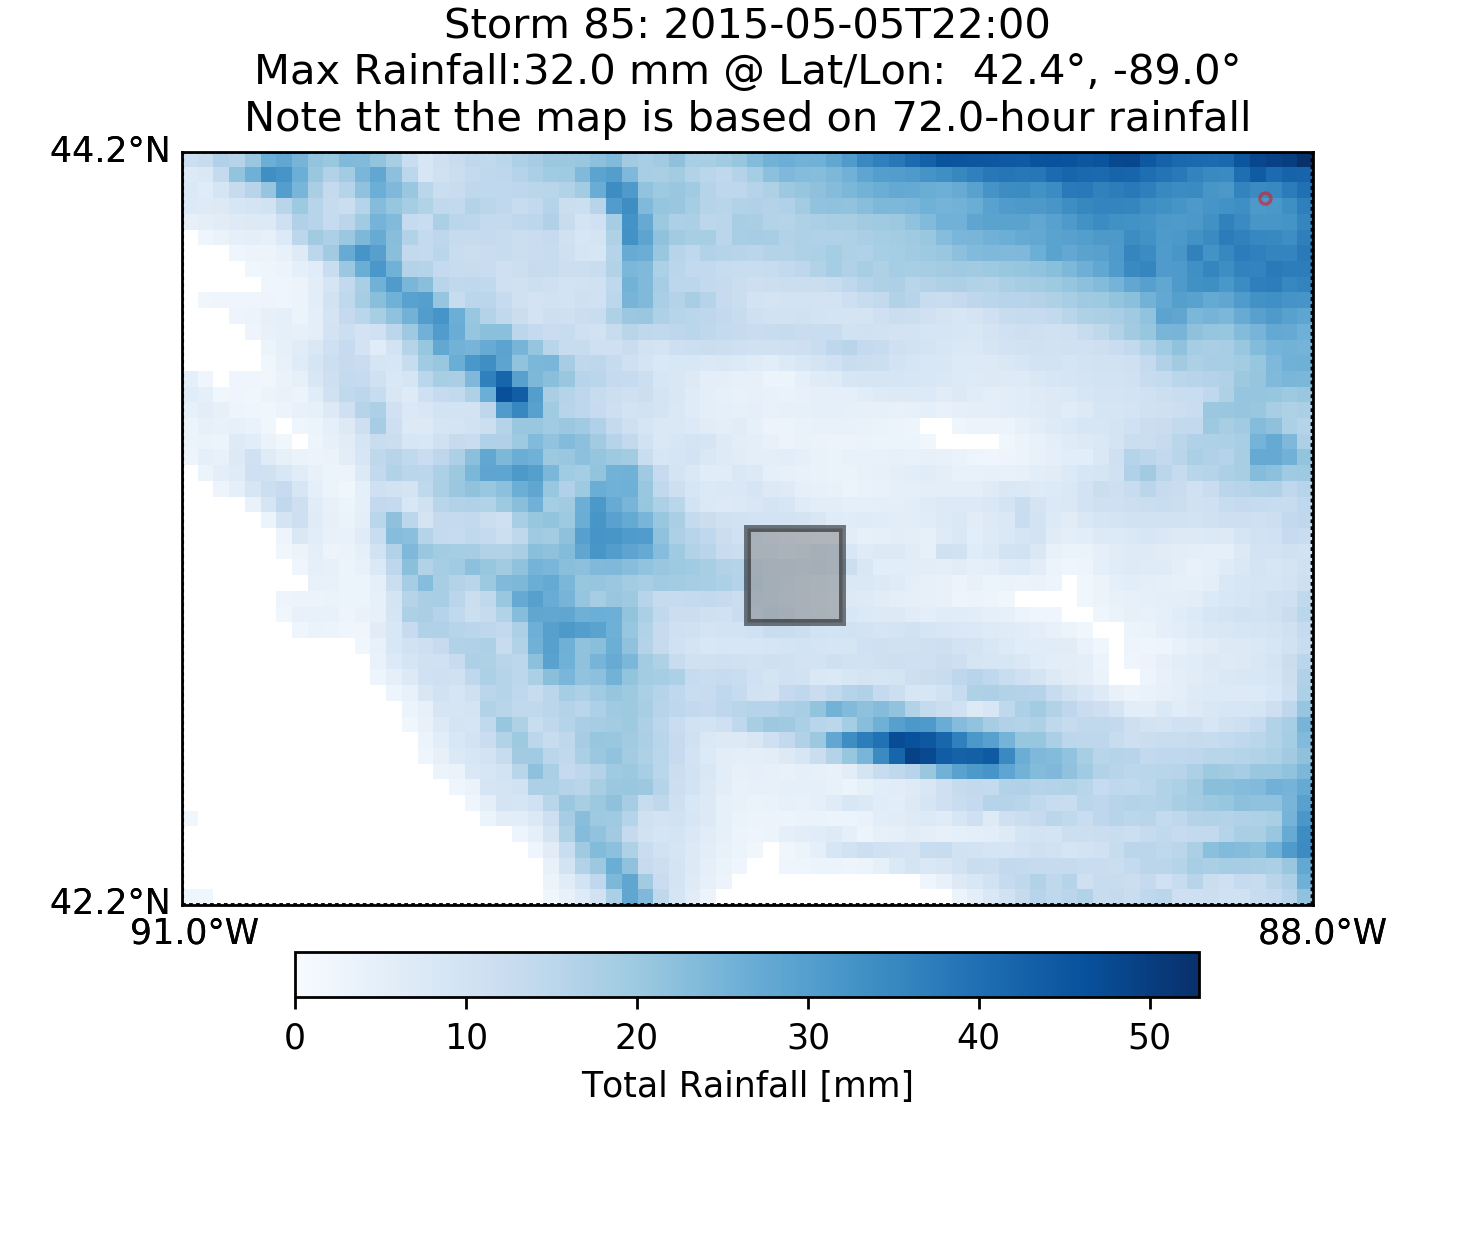 Storm 85: 2015-05-05T22:00
Max Rainfall:32.0 mm @ Lat/Lon:  42.4°, -89.0°
Note that the map is based on 72.0-hour rainfall
44.2°N
42.2°N
91.0°W
88.0°W
0 10 20 30 40 50
Total Rainfall [mm]